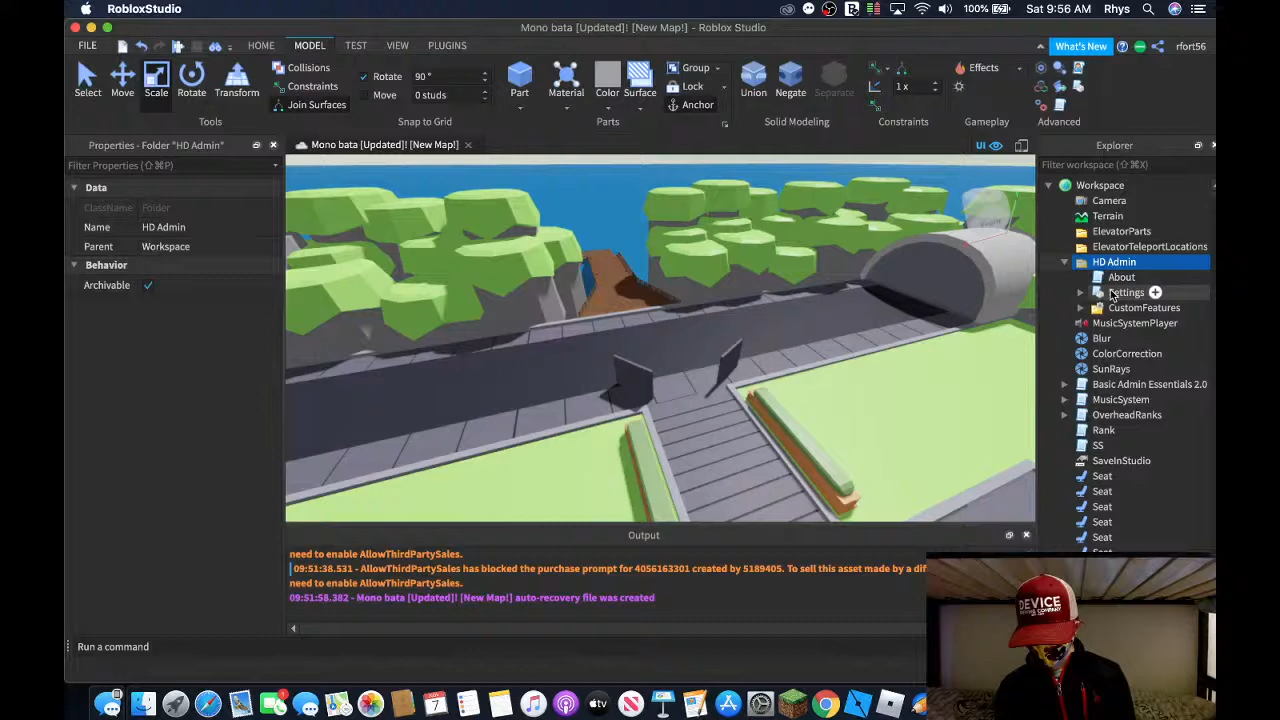 RobloxStudio
100%
Sat 9:56 AM
Rhys
Mono bata [Updated]! [New Map!] - Roblox Studio
FILE
HOME
MODEL
TEST
VIEW
PLUGINS
What's New
rfort56
Select
Move
Scale
Rotate
Transform
Collisions
Constraints
Join Surfaces
Rotate
90 °
Move
0 studs
Part
Material
Color
Surface
Group
Lock
Anchor
Union
Negate
Separate
1 x
Effects
Tools
Snap to Grid
Parts
Solid Modeling
Constraints
Gameplay
Advanced
Properties - Folder "HD Admin"
Filter Properties (⇧⌘P)
Data
ClassName
Folder
Name
HD Admin
Parent
Workspace
Behavior
Archivable
Mono bata [Updated]! [New Map!]
UI
Explorer
Filter workspace (⇧⌘X)
Workspace
Camera
Terrain
ElevatorParts
ElevatorTeleportLocations
HD Admin
About
Settings
CustomFeatures
MusicSystemPlayer
Blur
ColorCorrection
SunRays
Basic Admin Essentials 2.0
MusicSystem
OverheadRanks
Rank
SS
SaveInStudio
Seat
Seat
Seat
Seat
Seat
Output
need to enable AllowThirdPartySales.
09:51:38.531 - AllowThirdPartySales has blocked the purchase prompt for 4056163301 created by 5189405. To sell this asset made by a dif
need to enable AllowThirdPartySales.
09:51:58.382 - Mono bata [Updated]! [New Map!] auto-recovery file was created
Run a command
DEVICE
7
1
tv